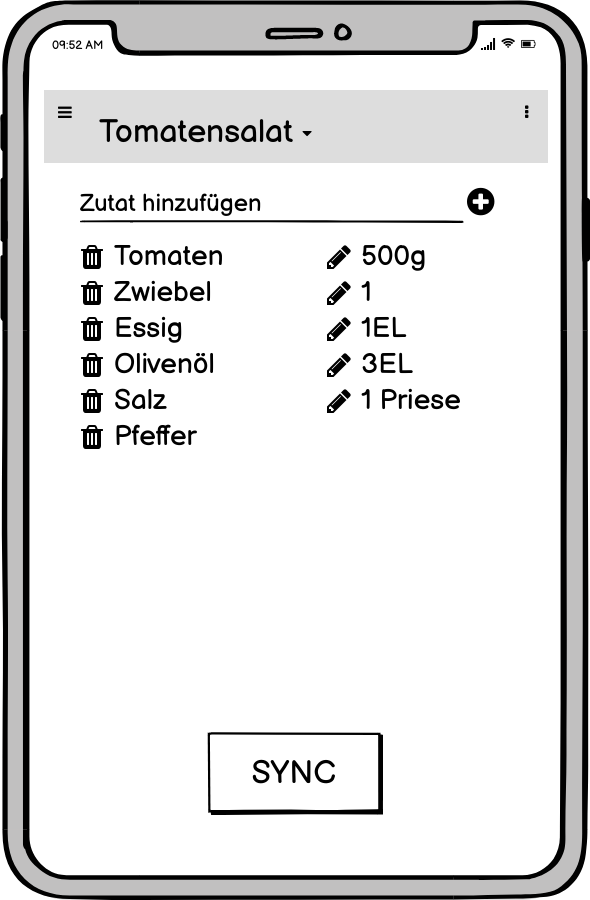 09:52 AM
Tomatensalat
Zutat hinzufügen
Tomaten 500g
Zwiebel 1
Essig 1EL
Olivenöl 3EL
Salz 1 Priese
Pfeffer
SYNC